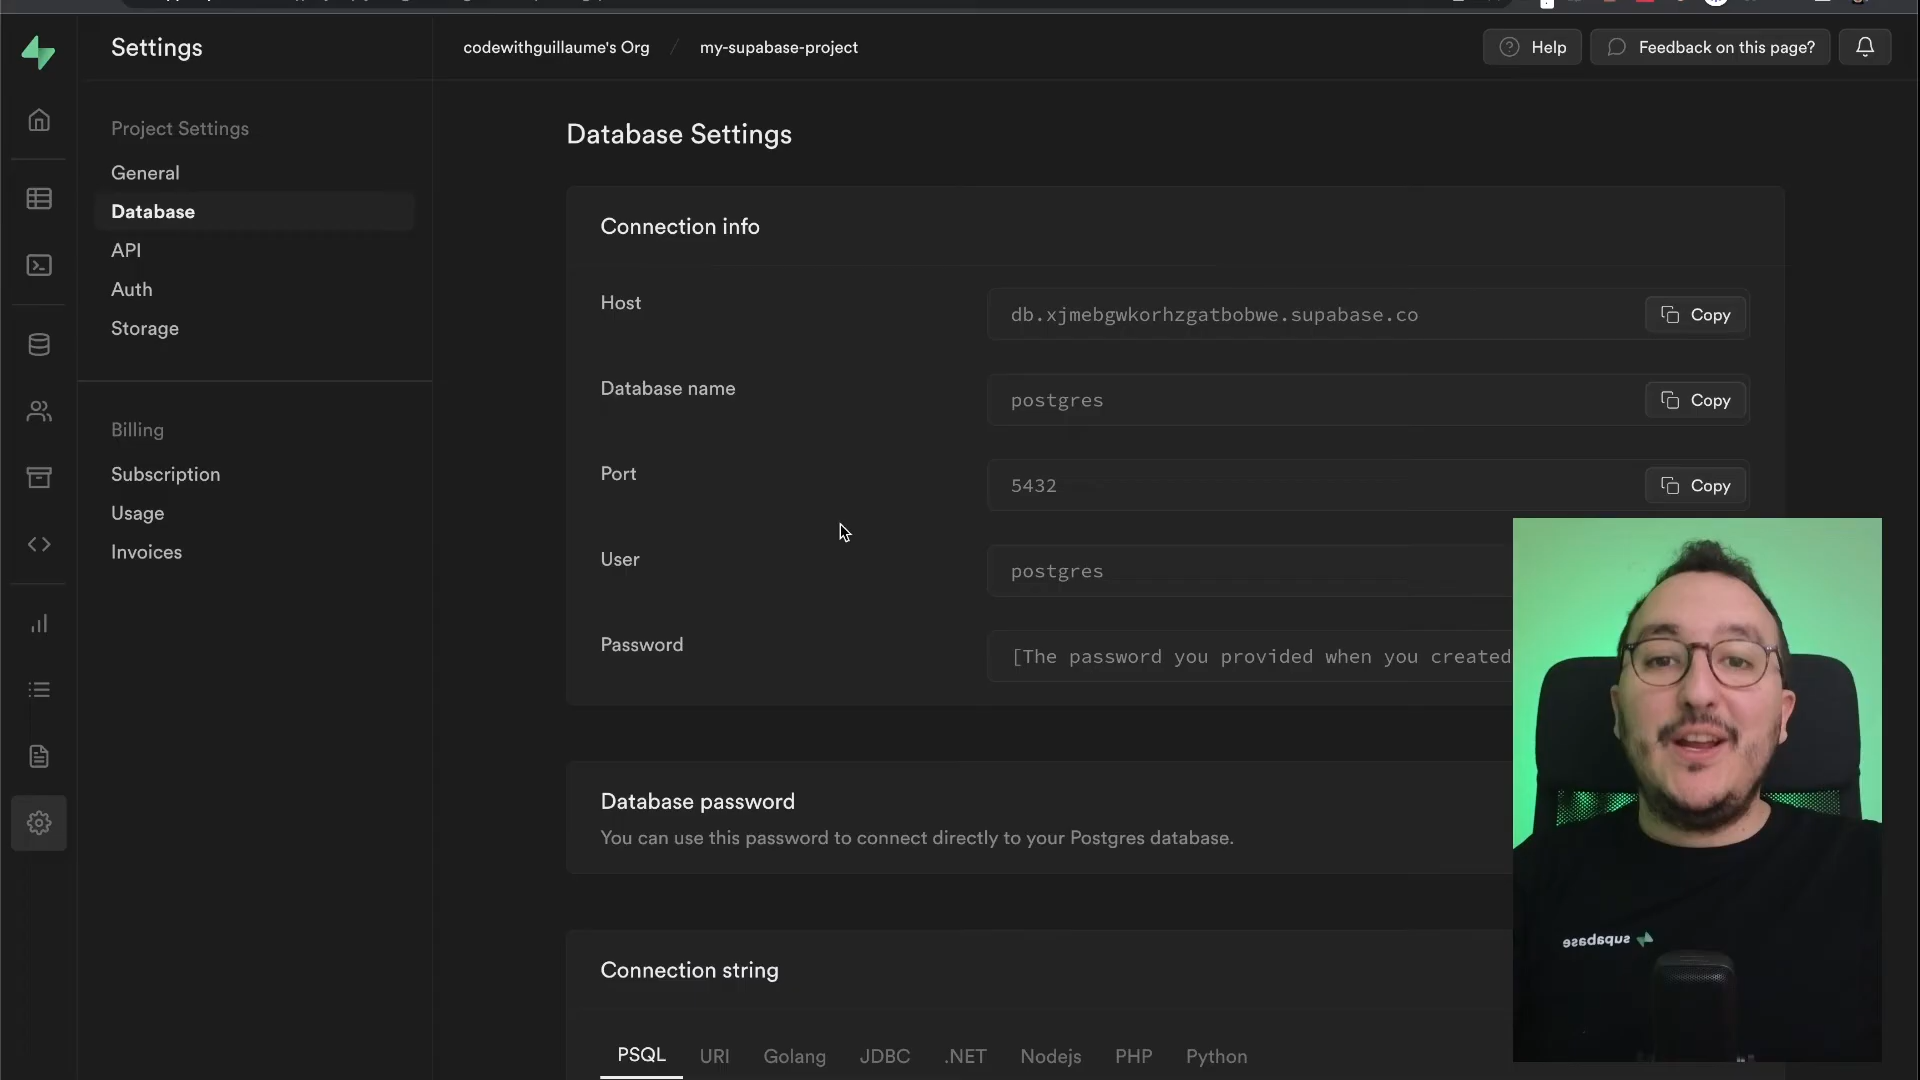 Settings
codewithguillaume's Org / my-supabase-project
Help
Feedback on this page?
Project Settings
General
Database
API
Auth
Storage
Billing
Subscription
Usage
Invoices
Database Settings
Connection info
Host
db.xjmebgwkorhzgatbobwe.supabase.co
Copy
Database name
postgres
Copy
Port
5432
Copy
User
postgres
Password
[The password you provided when you created
Database password
You can use this password to connect directly to your Postgres database.
Connection string
PSQL URI Golang JDBC .NET Nodejs PHP Python
supabase